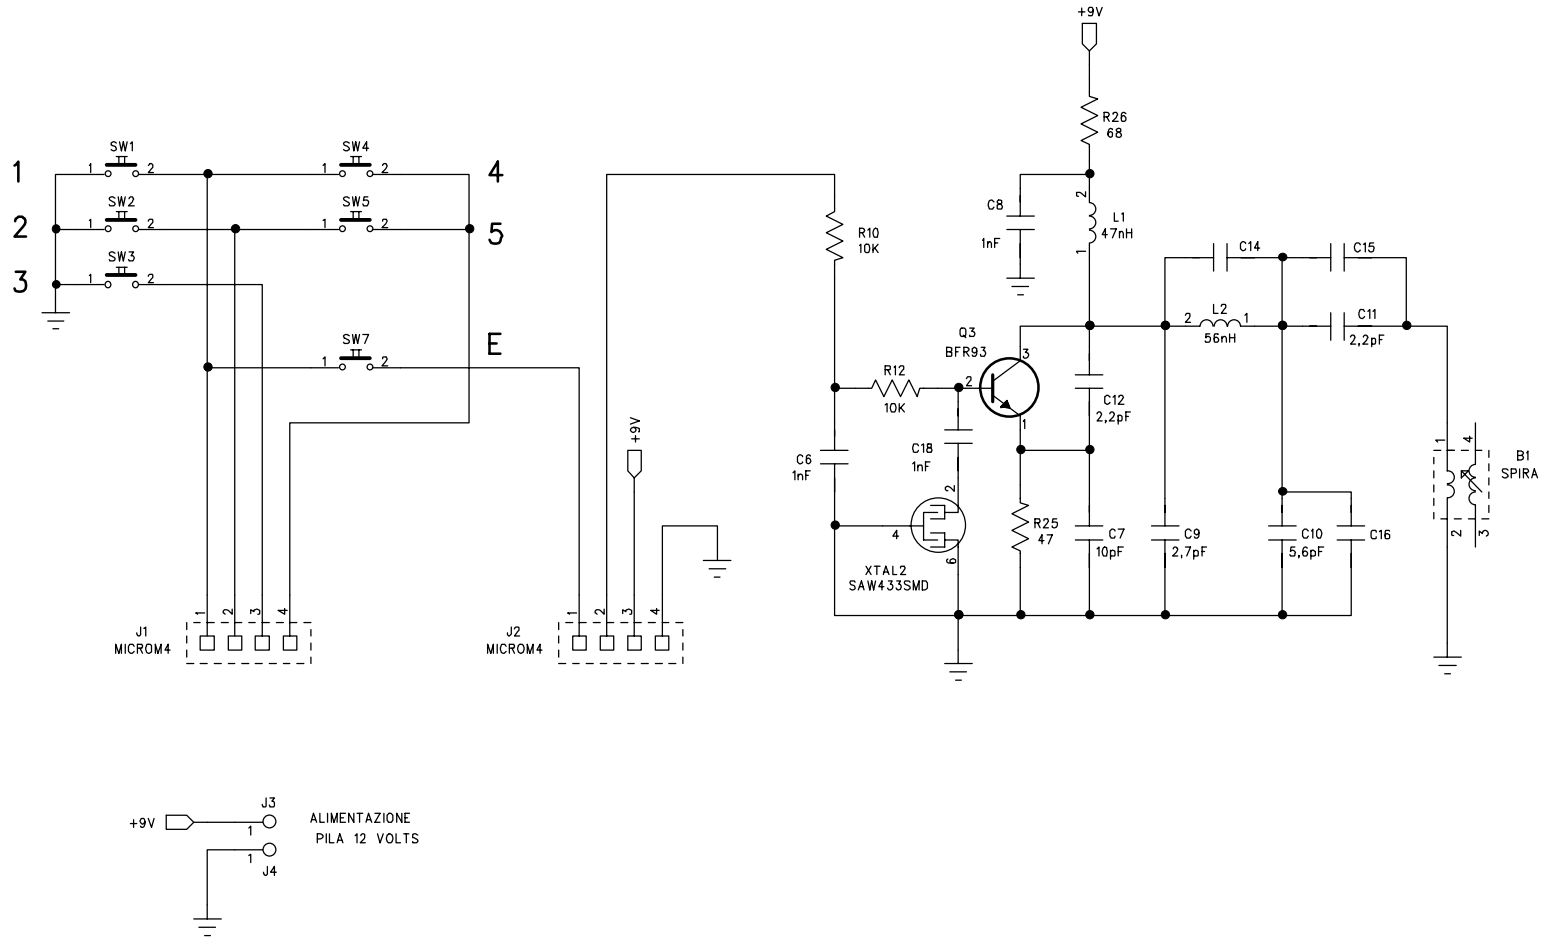 +9V
R26
68
SW1
1 2
SW4
1 2
1
4
SW2
1 2
SW5
1 2
2
5
SW3
1 2
3
C8
1nF
2
L1
47nH
1
R10
10K
C14
C15
L2
2 1
56nH
C11
2,2pF
SW7
1 2
E
Q3
BFR93
3
2
1
R12
10K
C12
2,2pF
+9V
C6
1nF
C18
1nF
2
4
6
XTAL2
SAW433SMD
R25
47
C7
10pF
C9
2,7pF
C10
5,6pF
C16
1 4
B1
SPIRA
2 3
1 2 3 4
J1
MICROM4
1 2 3 4
J2
MICROM4
J3
+9V
1
ALIMENTAZIONE
PILA 12 VOLTS
1
J4